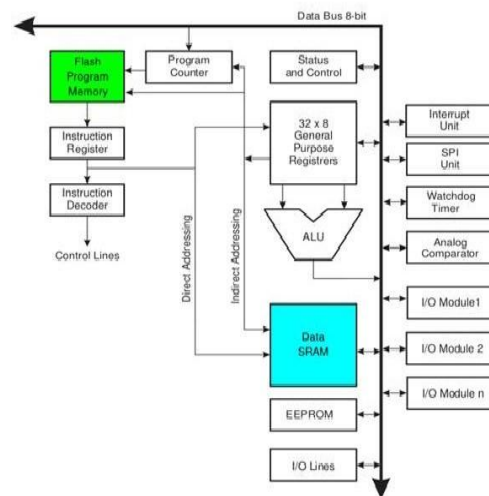 Data Bus 8-bit
Flash
Program
Memory
Program
Counter
Status
and Control
Instruction
Register
32 x 8
General
Purpose
Registrers
Interrupt
Unit
SPI
Unit
Instruction
Decoder
Watchdog
Timer
Control Lines
Direct Addressing
Indirect Addressing
ALU
Analog
Comparator
I/O Module1
Data
SRAM
I/O Module 2
I/O Module n
EEPROM
I/O Lines